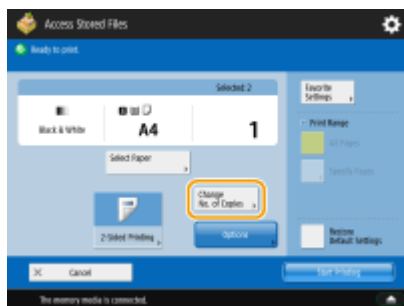 Access Stored Files
Ready to print.
Selected: 2
Black & White
A4
1
Select Paper
Change
No. of Copies
2-Sided Printing
Options
Favorite
Settings
Print Range
All Pages
Specify Pages
Restore
Default Settings
Cancel
Start Printing
The memory media is connected.